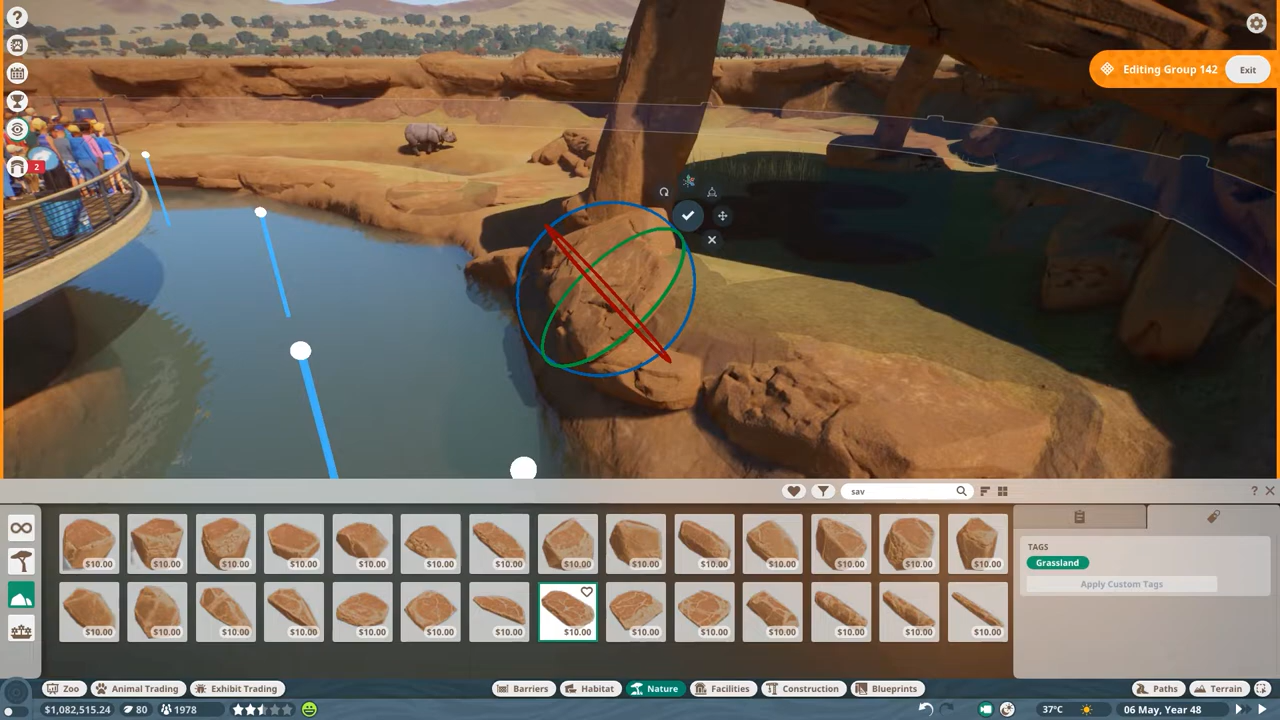 Editing Group 142
Exit
2
sav
?
$10.00 $10.00 $10.00 $10.00 $10.00 $10.00 $10.00 $10.00 $10.00 $10.00 $10.00 $10.00 $10.00 $10.00
$10.00 $10.00 $10.00 $10.00 $10.00 $10.00 $10.00 $10.00 $10.00 $10.00 $10.00 $10.00 $10.00 $10.00
TAGS
Grassland
Apply Custom Tags
Zoo Animal Trading Exhibit Trading Barriers Habitat Nature Facilities Construction Blueprints Paths Terrain
$1,082,515.24 80 1978 37°C 06 May, Year 48